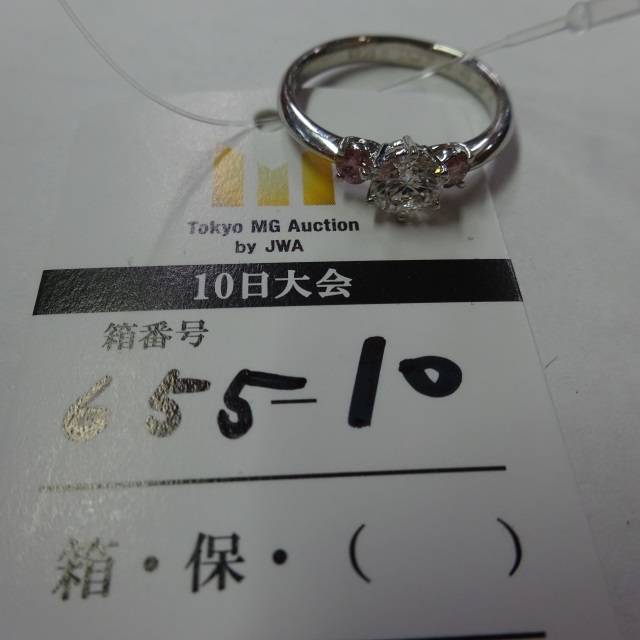 Tokyo MG Auction
by JWA
10日大会
箱番号
655-10
箱・保・(　　)